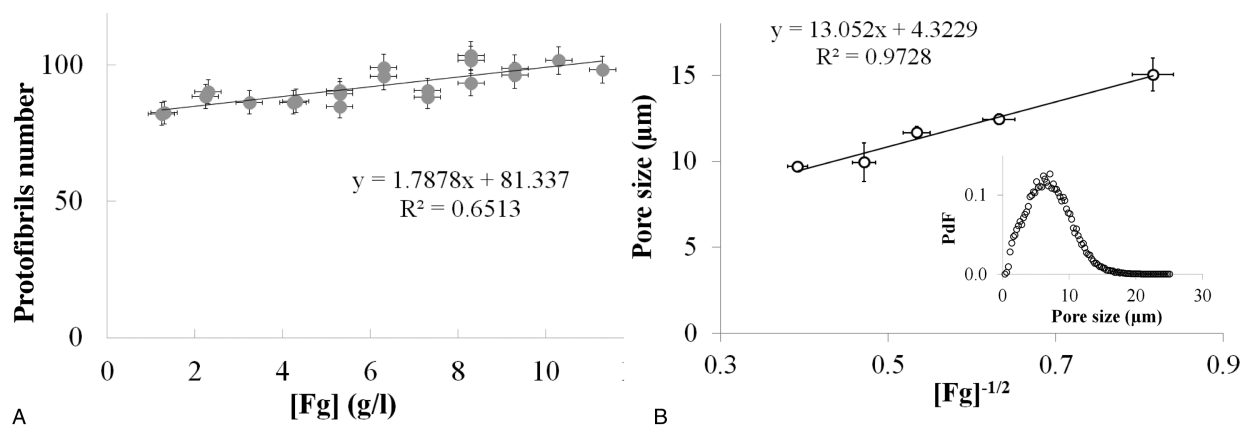 Protofibrils number
100
50
0
y = 1.7878x + 81.337
R² = 0.6513
0 2 4 6 8 10
[Fg] (g/l)
A
Pore size (μm)
15
10
5
0
y = 13.052x + 4.3229
R² = 0.9728
PdF
0.1
0.0
0 10 20 30
Pore size (μm)
0.3 0.5 0.7 0.9
[Fg]-1/2
B